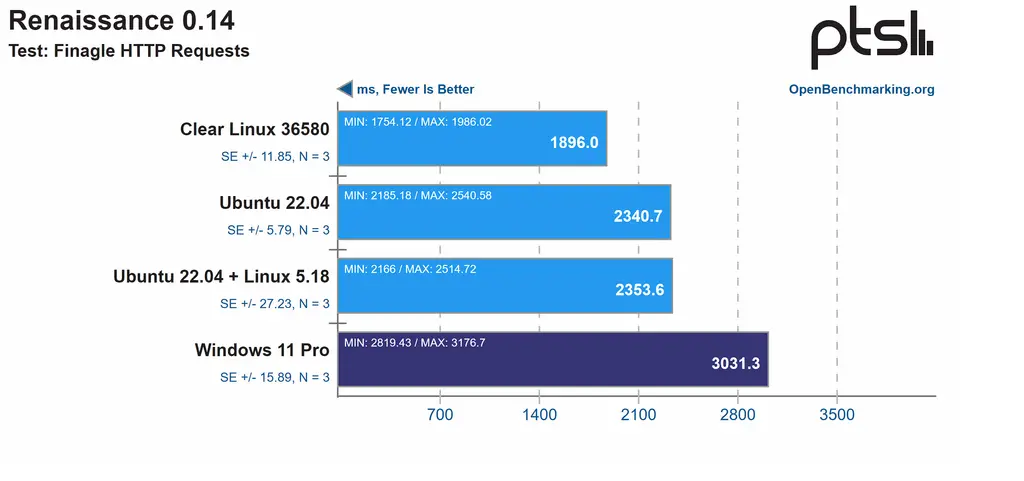 Renaissance 0.14
Test: Finagle HTTP Requests
pts
ms, Fewer Is Better
OpenBenchmarking.org
Clear Linux 36580
SE +/- 11.85, N = 3
MIN: 1754.12 / MAX: 1986.02
1896.0
Ubuntu 22.04
SE +/- 5.79, N = 3
MIN: 2185.18 / MAX: 2540.58
2340.7
Ubuntu 22.04 + Linux 5.18
SE +/- 27.23, N = 3
MIN: 2166 / MAX: 2514.72
2353.6
Windows 11 Pro
SE +/- 15.89, N = 3
MIN: 2819.43 / MAX: 3176.7
3031.3
700 1400 2100 2800 3500